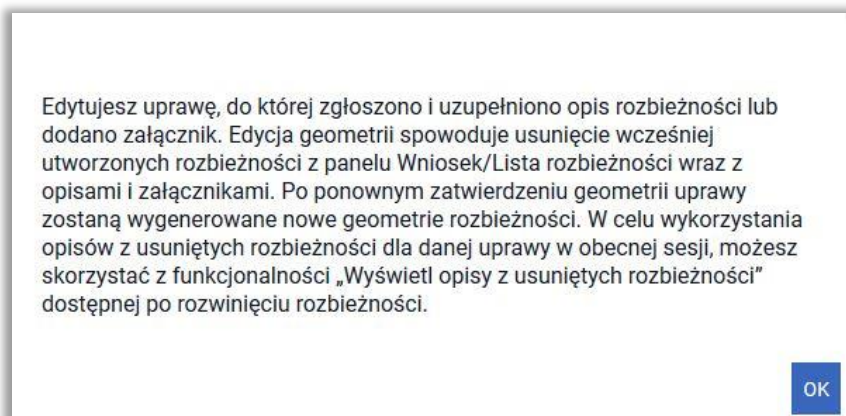 Edytujesz uprawę, do której zgłoszono i uzupełniono opis rozbieżności lub
dodano załącznik. Edycja geometrii spowoduje usunięcie wcześniej
utworzonych rozbieżności z panelu Wniosek/Lista rozbieżności wraz z
opisami i załącznikami. Po ponownym zatwierdzeniu geometrii uprawy
zostaną wygenerowane nowe geometrie rozbieżności. W celu wykorzystania
opisów z usuniętych rozbieżności dla danej uprawy w obecnej sesji, możesz
skorzystać z funkcjonalności „Wyświetl opisy z usuniętych rozbieżności”
dostępnej po rozwinięciu rozbieżności.
OK